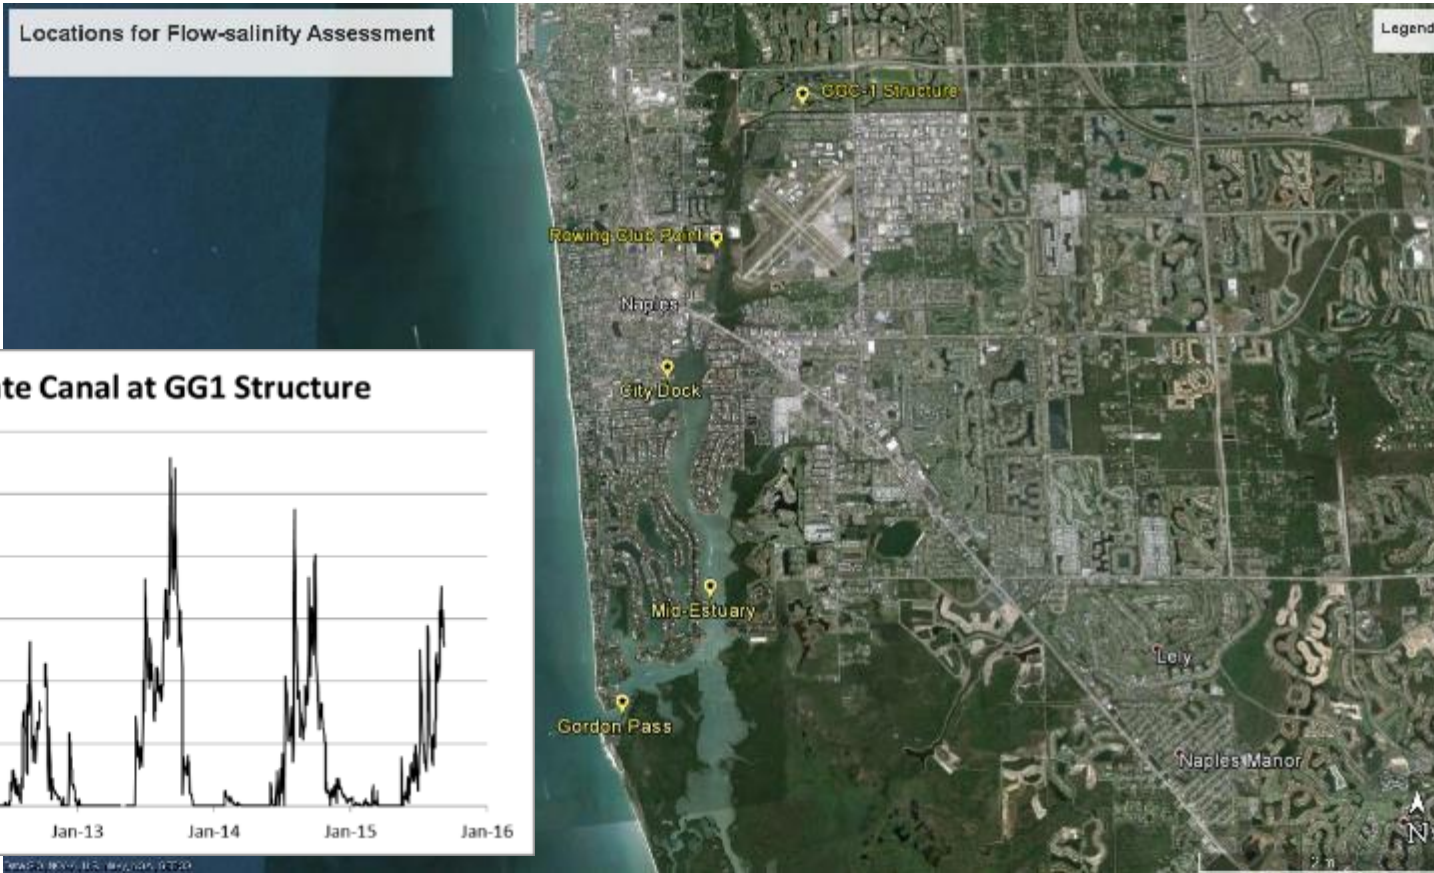 Locations for Flow-salinity Assessment
Legend
GGC-1 Structure
Rowing Club Point
Naples
City Dock
te Canal at GG1 Structure
Mid-Estuary
Gordon Pass
Lely
Naples Manor
Jan-13
Jan-14
Jan-15
Jan-16
N